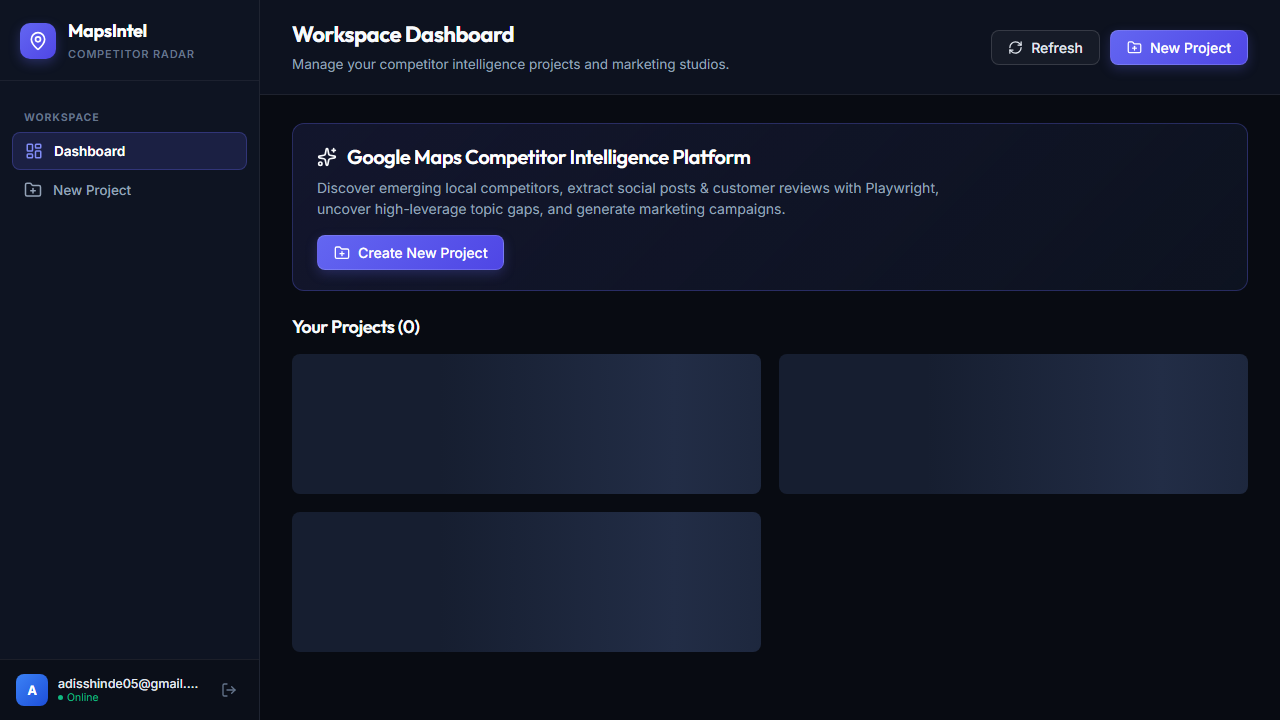 MapsIntel
COMPETITOR RADAR
WORKSPACE
Dashboard
New Project
adisshinde05@gmail....
Online
A
Workspace Dashboard
Manage your competitor intelligence projects and marketing studios.
Refresh
New Project
Google Maps Competitor Intelligence Platform
Discover emerging local competitors, extract social posts & customer reviews with Playwright,
uncover high-leverage topic gaps, and generate marketing campaigns.
Create New Project
Your Projects (0)